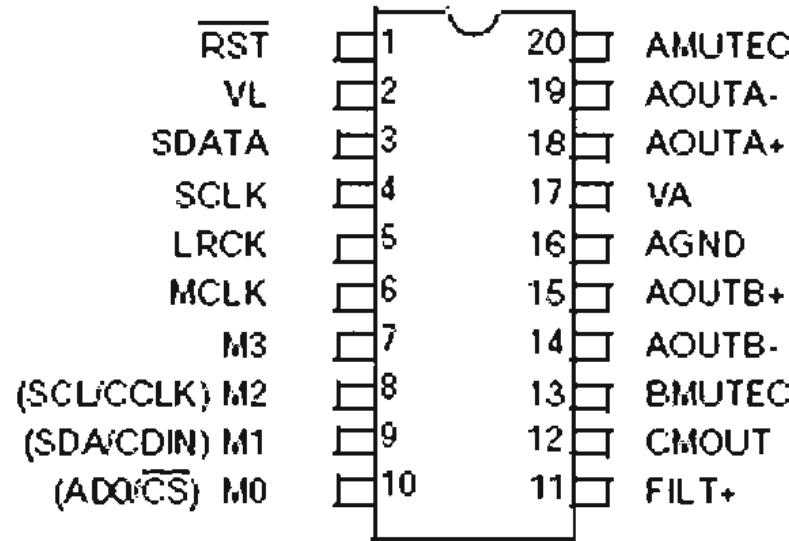 RST 1 20 AMUTEC
VL 2 19 AOUTA-
SDATA 3 18 AOUTA+
SCLK 4 17 VA
LRCK 5 16 AGND
MCLK 6 15 AOUTB+
M3 7 14 AOUTB-
(SCL/CCLK) M2 8 13 BMUTEC
(SDA/CDIN) M1 9 12 CMOUT
(AD0/CS) M0 10 11 FILT+